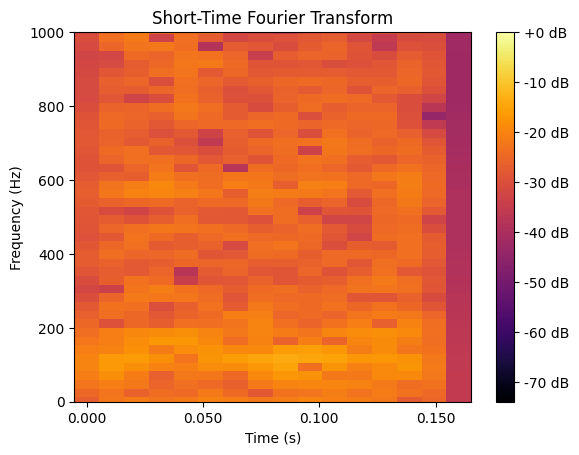 Short-Time Fourier Transform
1000
800
600
400
200
0
Frequency (Hz)
0.000
0.050
0.100
0.150
Time (s)
+0 dB
-10 dB
-20 dB
-30 dB
-40 dB
-50 dB
-60 dB
-70 dB